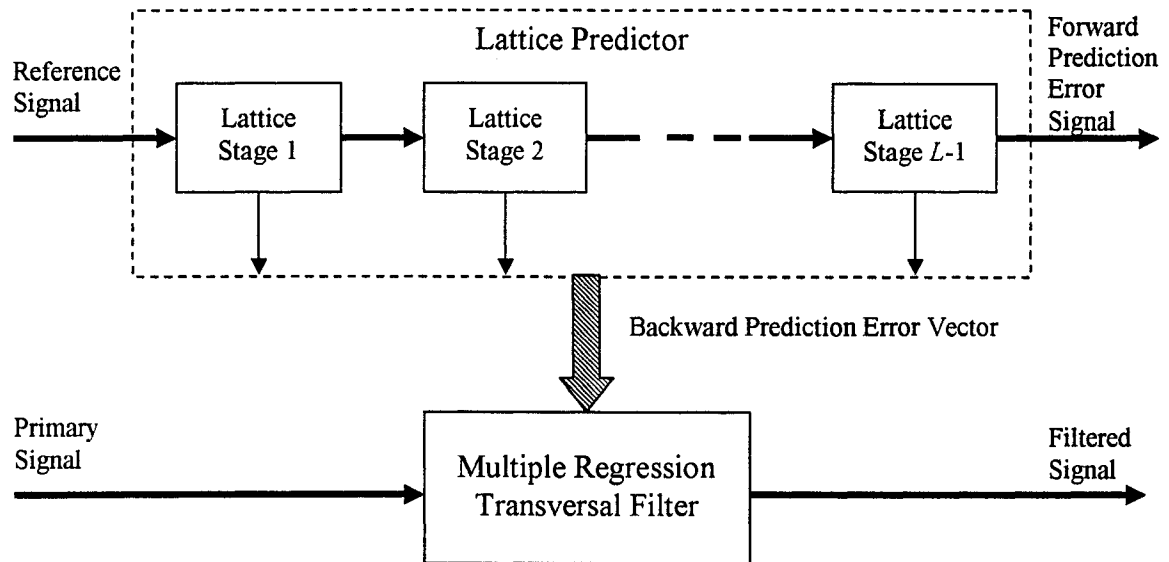 Lattice Predictor
Forward
Prediction
Error
Signal
Reference
Signal
Lattice
Stage 1
Lattice
Stage 2
Lattice
Stage L-1
Backward Prediction Error Vector
Primary
Signal
Multiple Regression
Transversal Filter
Filtered
Signal